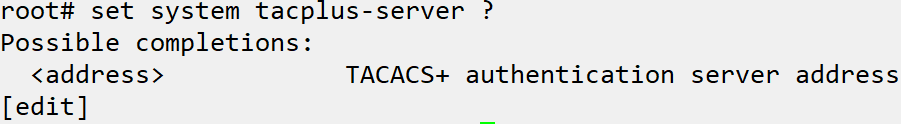 root# set system tacplus-server ?
Possible completions:
  <address>            TACACS+ authentication server address
[edit]